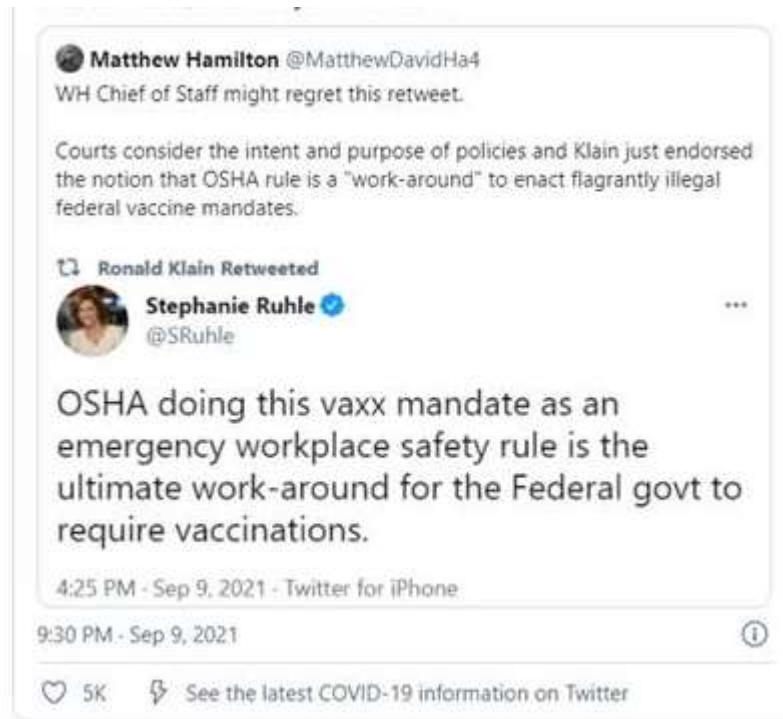 Matthew Hamilton @MatthewDavidHa4
WH Chief of Staff might regret this retweet.
Courts consider the intent and purpose of policies and Klain just endorsed
the notion that OSHA rule is a "work-around" to enact flagrantly illegal
federal vaccine mandates.
Ronald Klain Retweeted
Stephanie Ruhle
@SRuhle
OSHA doing this vaxx mandate as an
emergency workplace safety rule is the
ultimate work-around for the Federal govt to
require vaccinations.
4:25 PM · Sep 9, 2021 · Twitter for iPhone
9:30 PM · Sep 9, 2021
5K See the latest COVID-19 information on Twitter